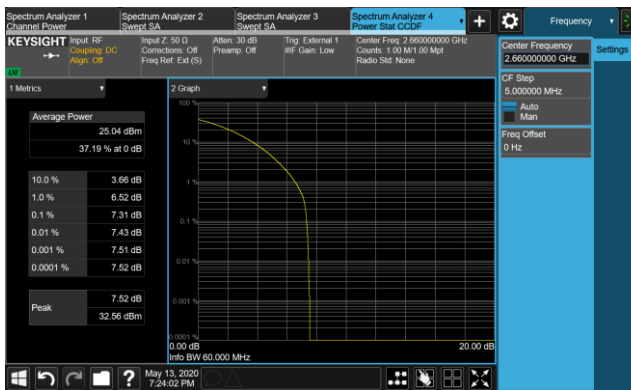 Spectrum Analyzer 1
Channel Power
Spectrum Analyzer 2
Swept SA
Spectrum Analyzer 3
Swept SA
Spectrum Analyzer 4
Power Stat CCDF
Frequency
KEYSIGHT
Input: RF
Coupling: DC
Align: Off
Input Z: 50 Ω
Corrections: Off
Freq Ref: Ext (S)
Atten: 30 dB
Preamp: Off
Trig: External 1
#IF Gain: Low
Center Freq: 2.660000000 GHz
Counts: 1.00 M/1.00 Mpt
Radio Std: None
Center Frequency
2.660000000 GHz
Settings
CF Step
5.000000 MHz
Auto
Man
Freq Offset
0 Hz
1 Metrics
Average Power
25.04 dBm
37.19 % at 0 dB
10.0 % 3.66 dB
1.0 % 6.52 dB
0.1 % 7.31 dB
0.01 % 7.43 dB
0.001 % 7.51 dB
0.0001 % 7.52 dB
Peak
7.52 dB
32.56 dBm
2 Graph
100 %
10 %
1 %
0.1 %
0.01 %
0.001 %
0.0001 %
0.00 dB
20.00 dB
Info BW 60.000 MHz
?
May 13, 2020
7:24:02 PM